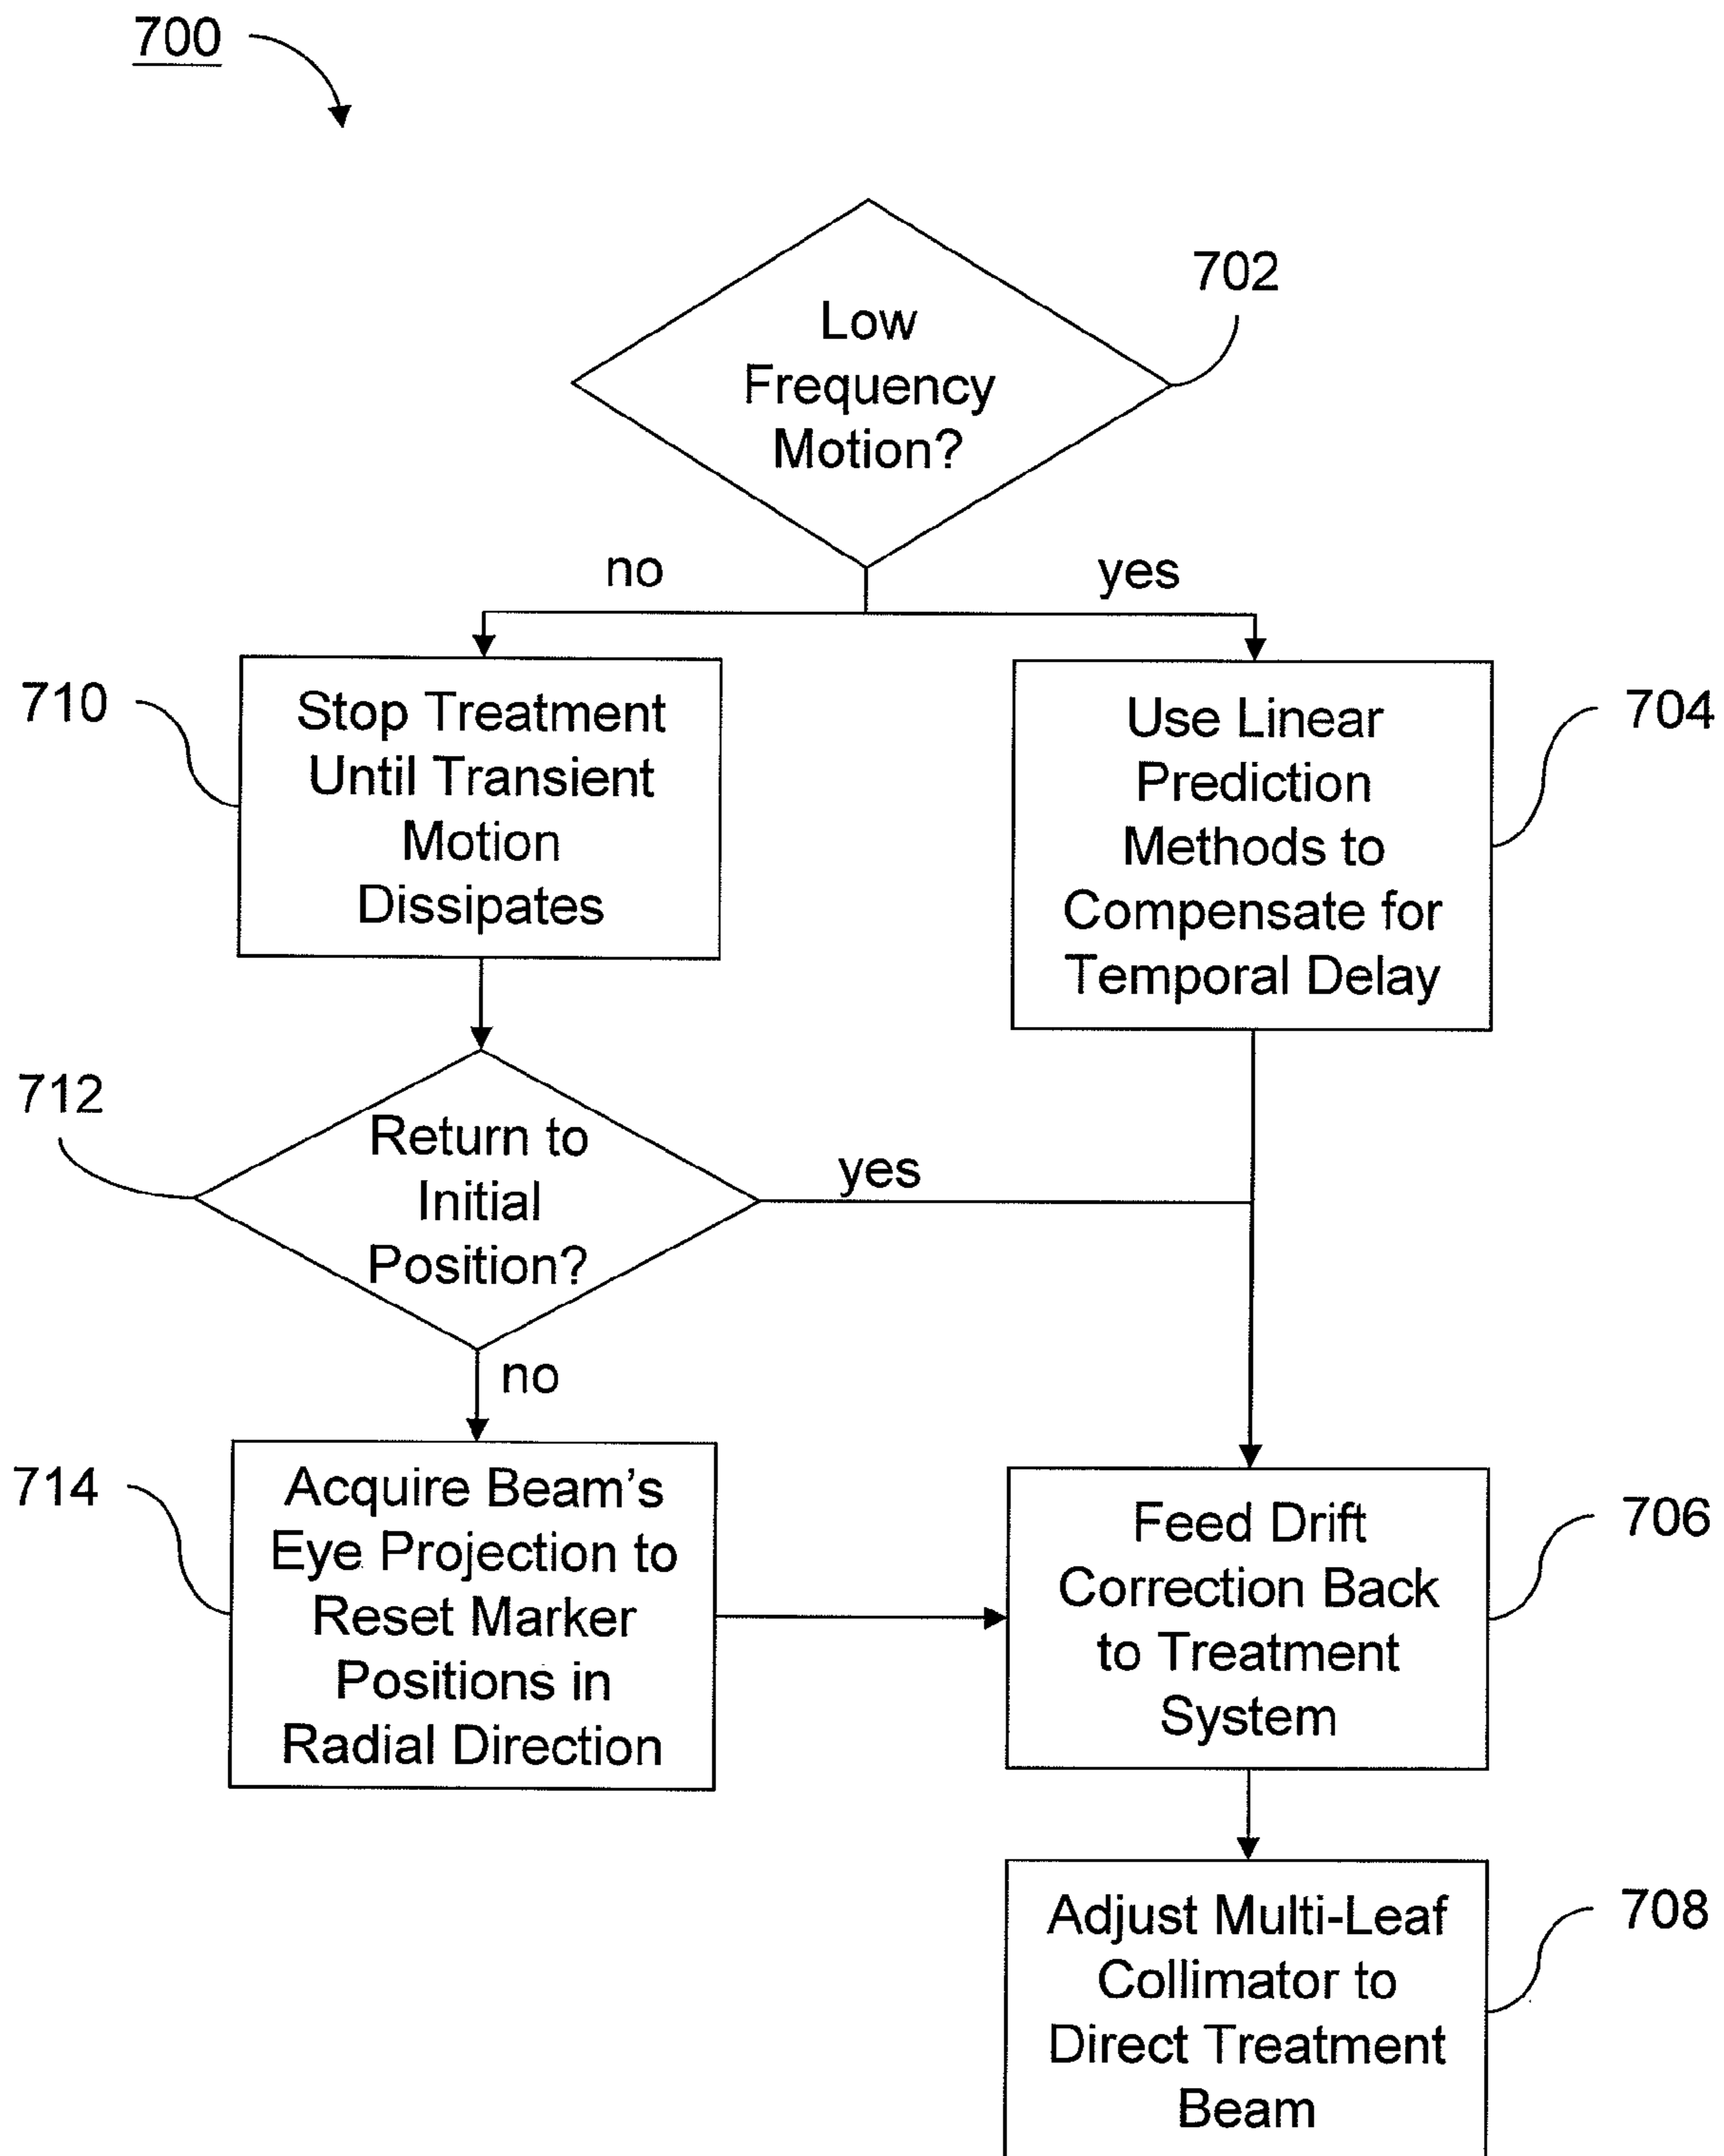 700
702
Low
Frequency
Motion?
no
yes
710
Stop Treatment
Until Transient
Motion
Dissipates
704
Use Linear
Prediction
Methods to
Compensate for
Temporal Delay
712
Return to
Initial
Position?
yes
no
714
Acquire Beam's
Eye Projection to
Reset Marker
Positions in
Radial Direction
706
Feed Drift
Correction Back
to Treatment
System
708
Adjust Multi-Leaf
Collimator to
Direct Treatment
Beam